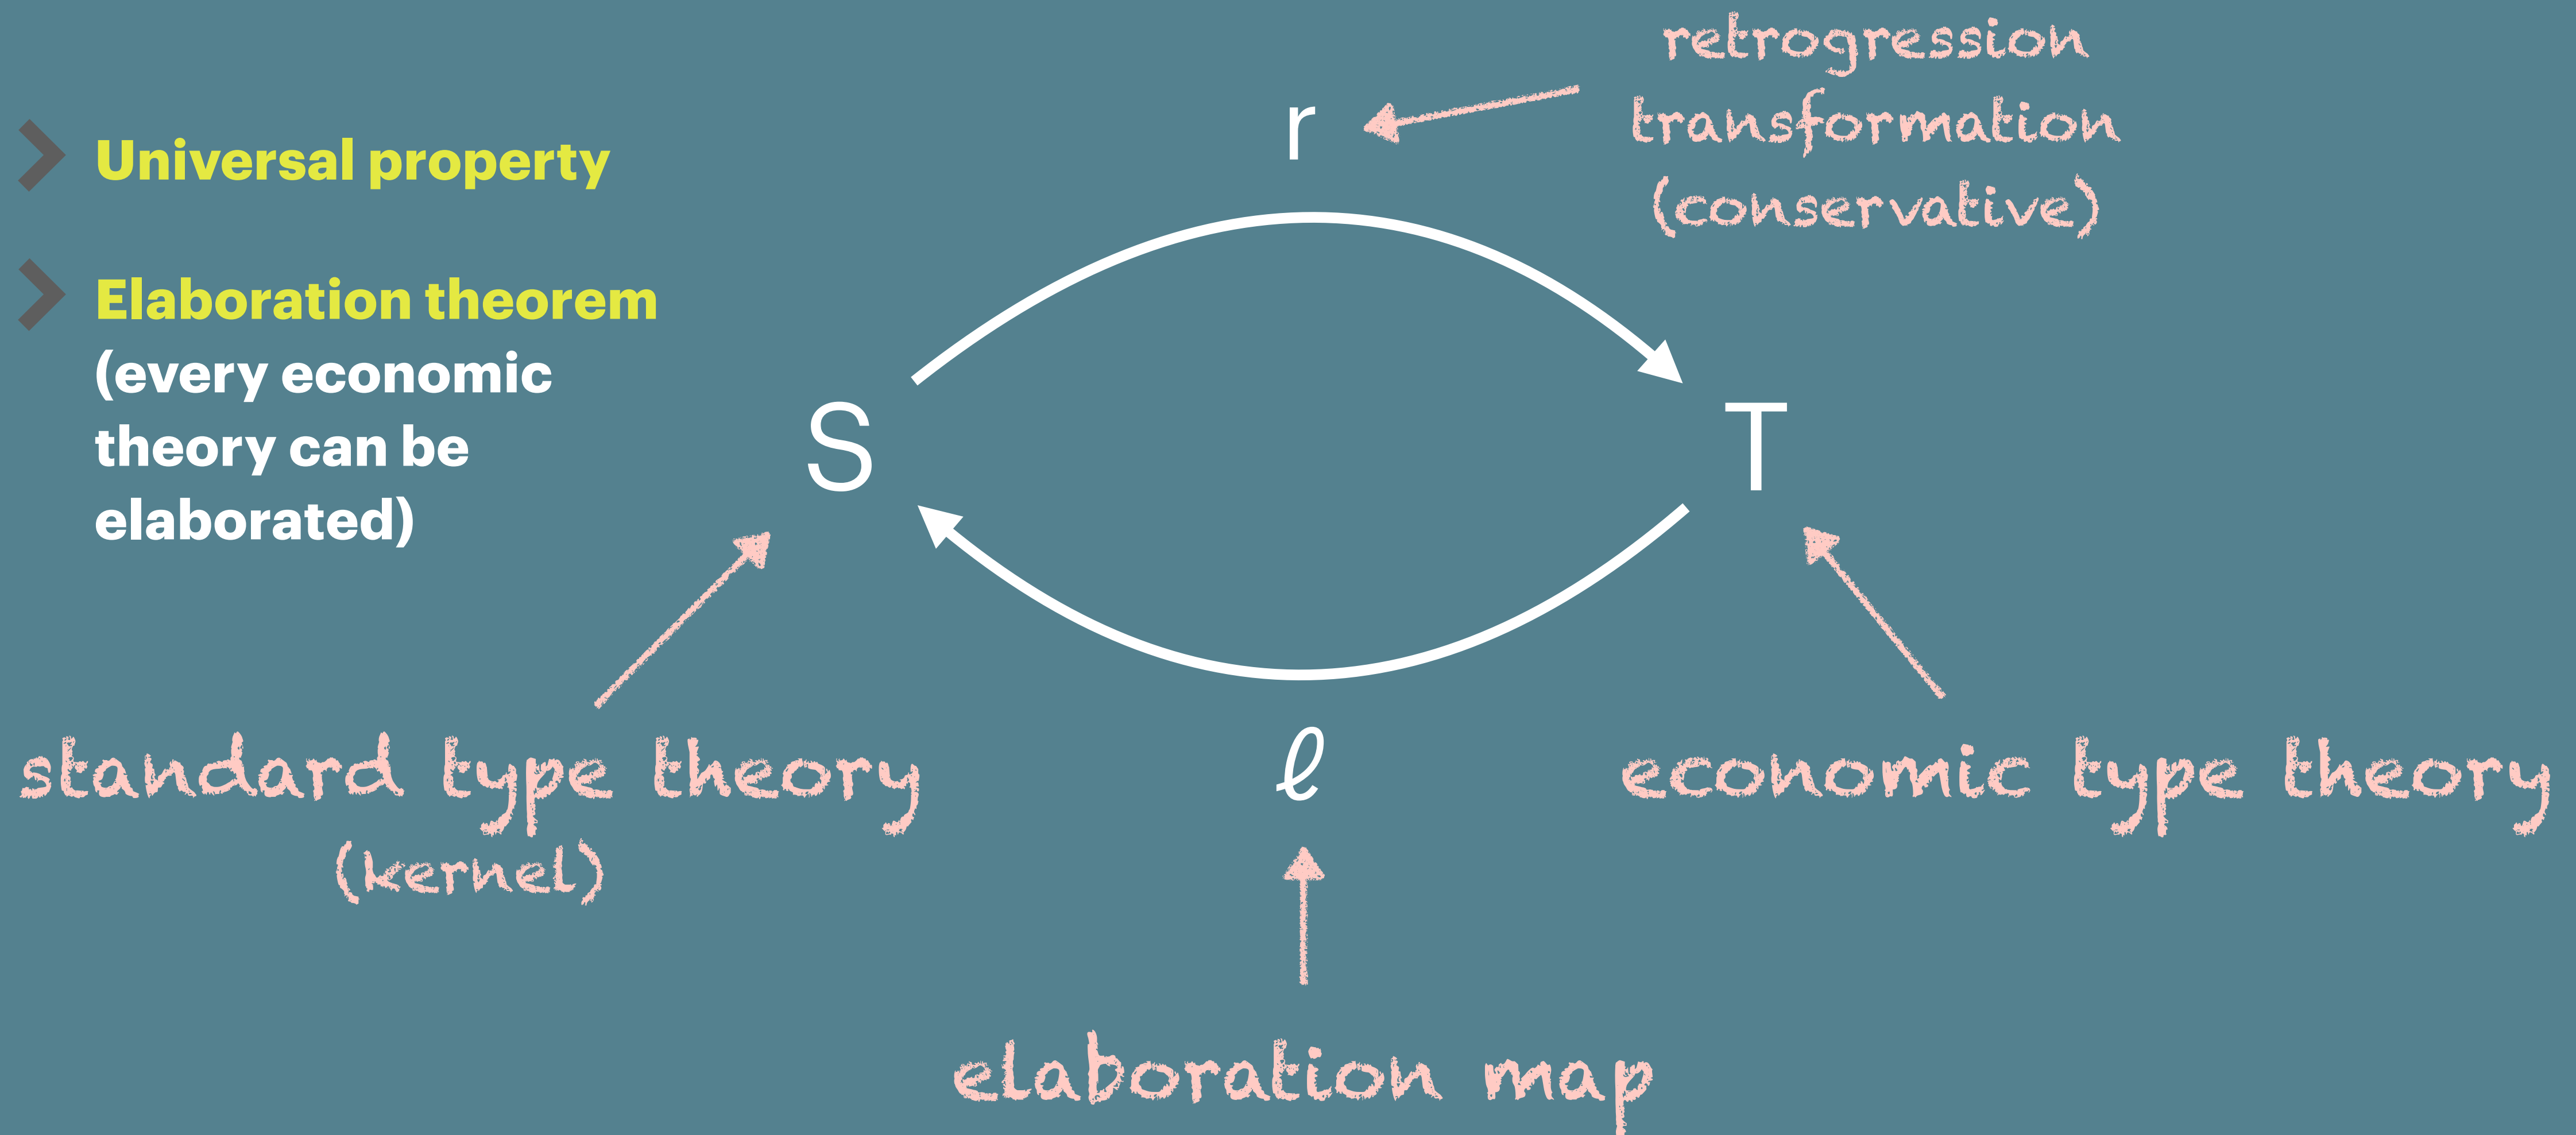 Universal property
Elaboration theorem
(every economic
theory can be
elaborated)
r
retrogression
transformation
(conservative)
S
T
standard type theory
(kernel)
ℓ
economic type theory
elaboration map